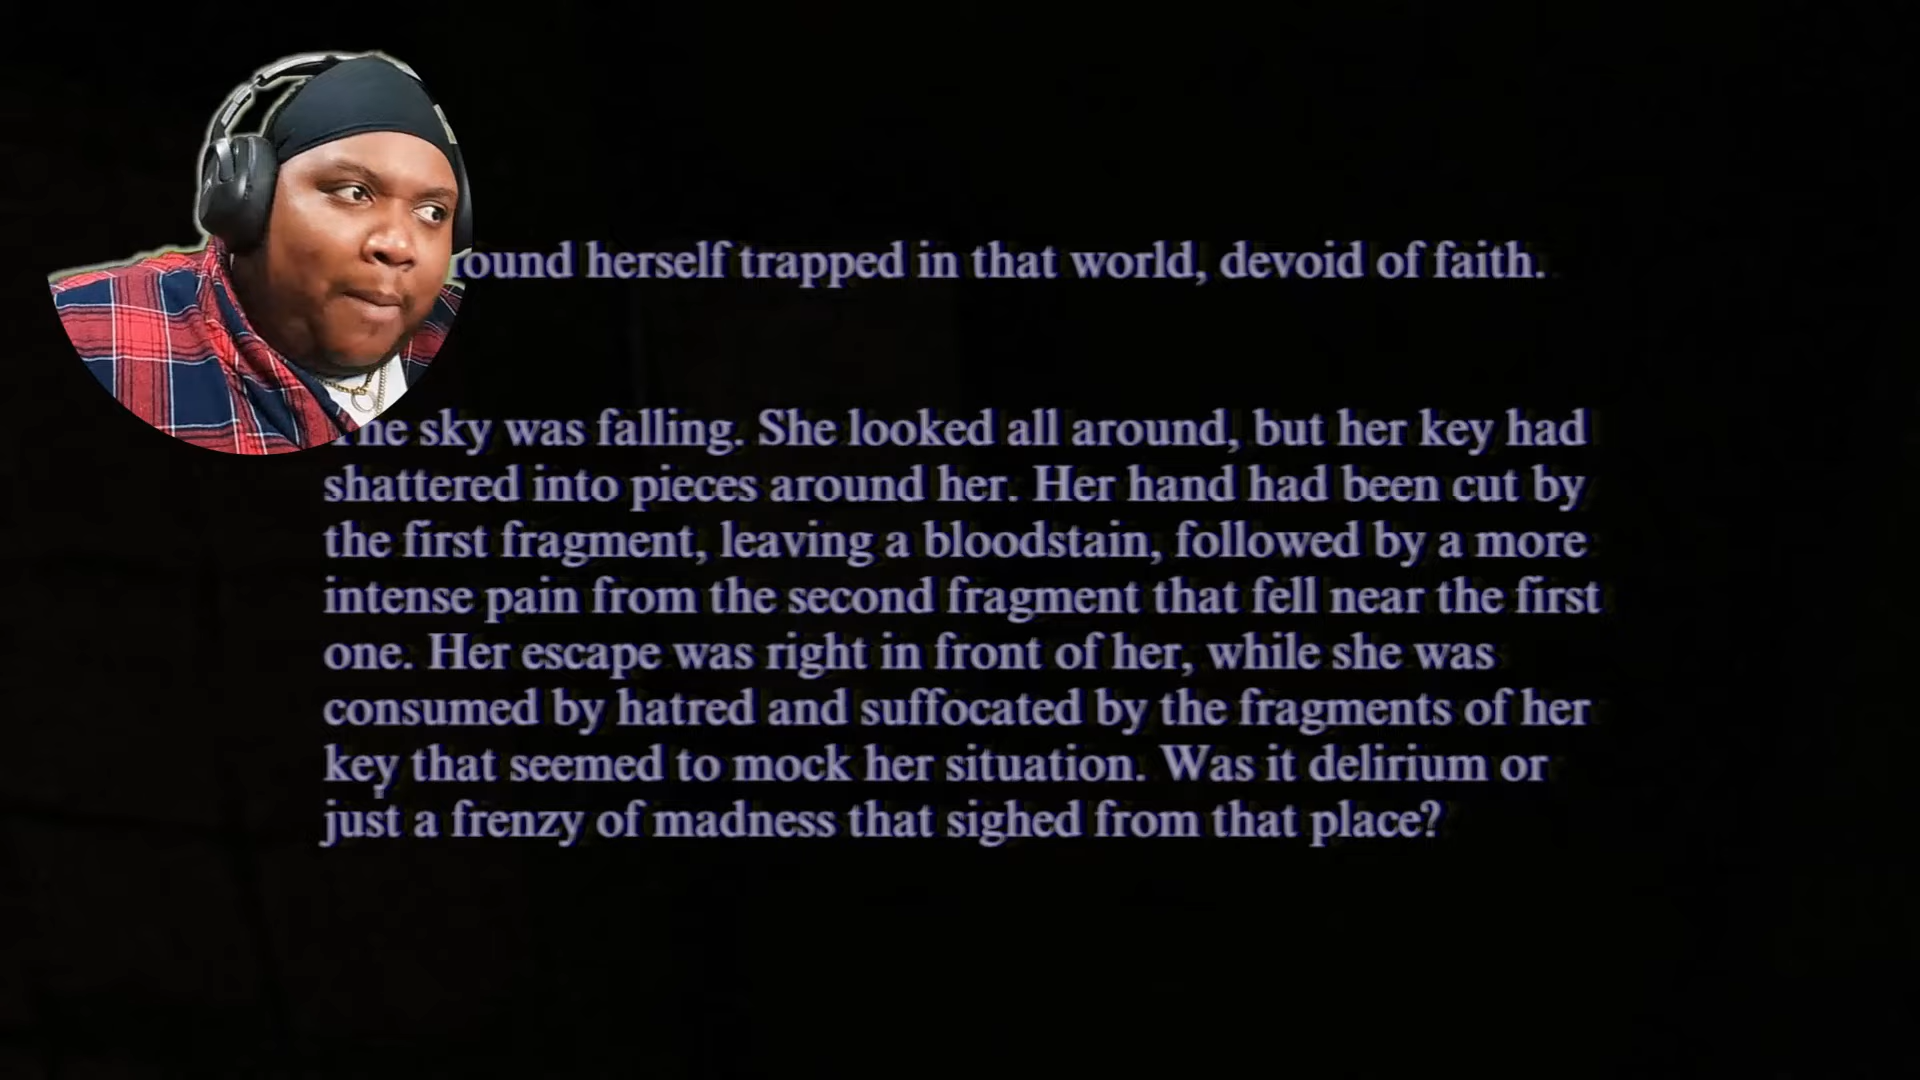 herself trapped in that world, devoid of faith.
The sky was falling. She looked all around, but her key had
shattered into pieces around her. Her hand had been cut by
the first fragment, leaving a bloodstain, followed by a more
intense pain from the second fragment that fell near the first
one. Her escape was right in front of her, while she was
consumed by hatred and suffocated by the fragments of her
key that seemed to mock her situation. Was it delirium or
just a frenzy of madness that sighed from that place?